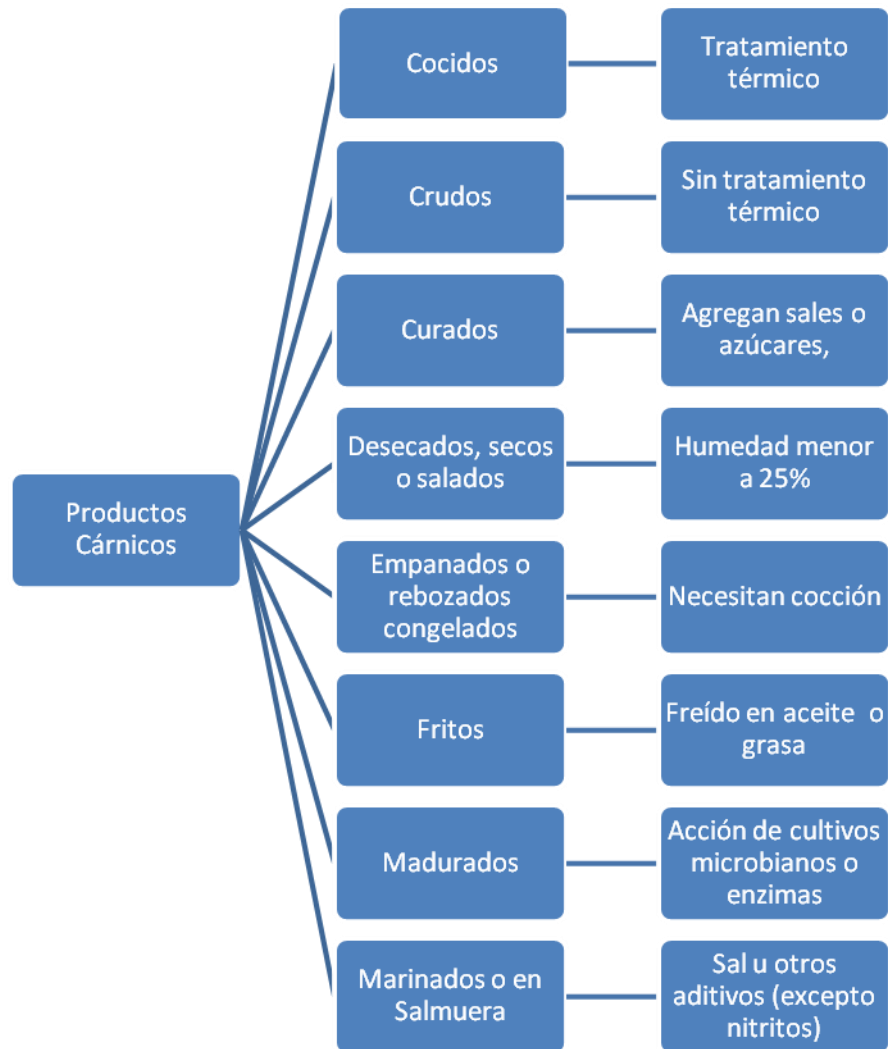 Cocidos
Tratamiento
térmico
Crudos
Sin tratamiento
térmico
Curados
Agregan sales o
azúcares,
Desecados, secos
o salados
Humedad menor
a 25%
Productos
Cárnicos
Empanados o
rebozados
congelados
Necesitan cocción
Fritos
Freído en aceite o
grasa
Madurados
Acción de cultivos
microbianos o
enzimas
Marinados o en
Salmuera
Sal u otros
aditivos (excepto
nitritos)